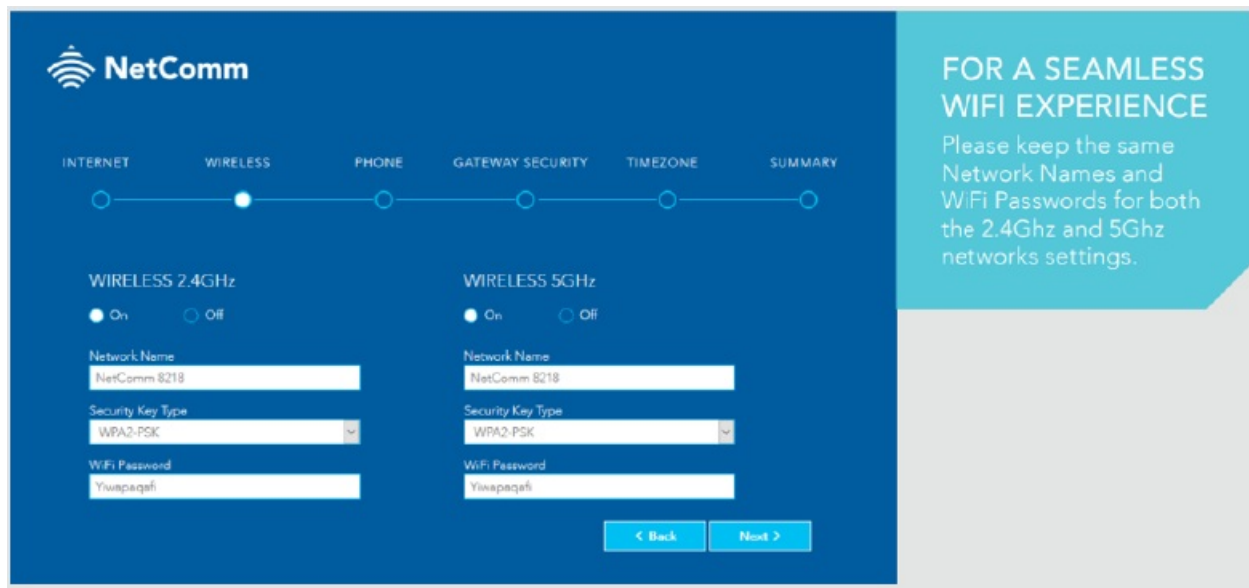 NetComm
FOR A SEAMLESS
WIFI EXPERIENCE
Please keep the same
Network Names and
WiFi Passwords for both
the 2.4Ghz and 5Ghz
networks settings.
INTERNET WIRELESS PHONE GATEWAY SECURITY TIMEZONE SUMMARY
WIRELESS 2.4GHz
On Off
Network Name
NetComm 8218
Security Key Type
WPA2-PSK
WiFi Password
Yiwapaqafi
WIRELESS 5GHz
On Off
Network Name
NetComm 8218
Security Key Type
WPA2-PSK
WiFi Password
Yiwapaqafi
< Back Next >